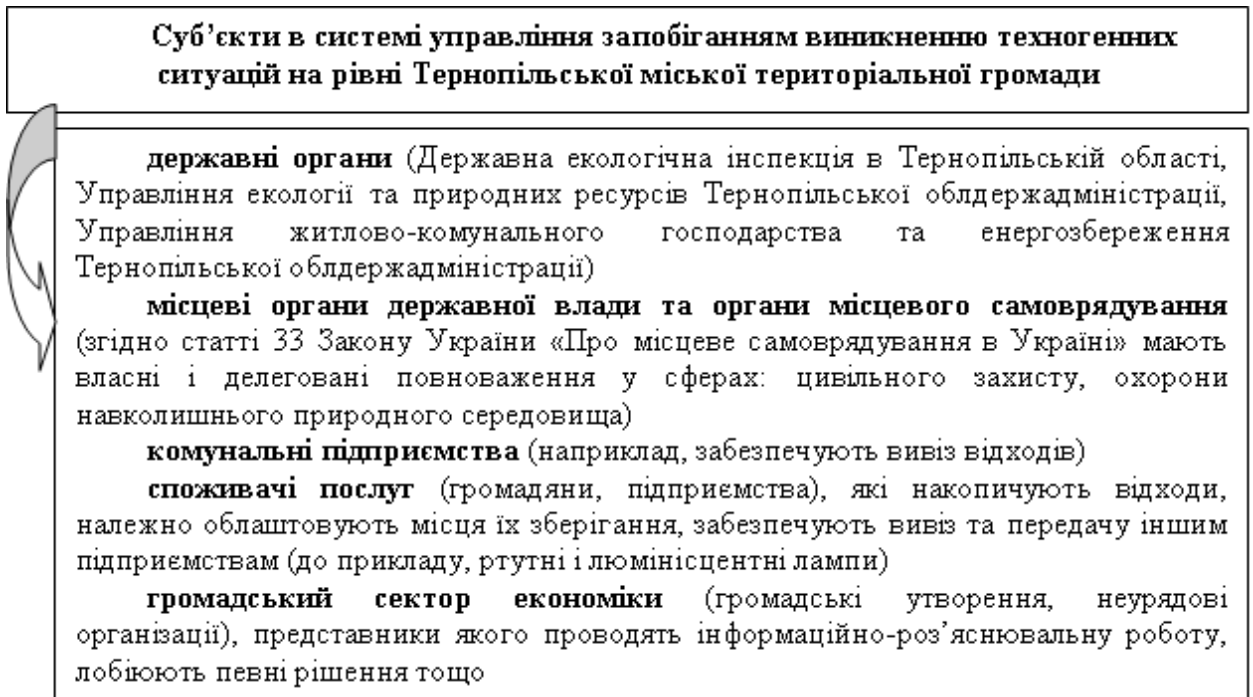 Суб’єкти в системі управління запобіганням виникненню техногенних
ситуацій на рівні Тернопільської міської територіальної громади
державні органи (Державна екологічна інспекція в Тернопільській області,
Управління екології та природних ресурсів Тернопільської облдержадміністрації,
Управління житлово-комунального господарства та енергозбереження
Тернопільської облдержадміністрації)
місцеві органи державної влади та органи місцевого самоврядування
(згідно статті 33 Закону України «Про місцеве самоврядування в Україні» мають
власні і делеговані повноваження у сферах: цивільного захисту, охорони
навколишнього природного середовища)
комунальні підприємства (наприклад, забезпечують вивіз відходів)
споживачі послуг (громадяни, підприємства), які накопичують відходи,
належно облаштовують місця їх зберігання, забезпечують вивіз та передачу іншим
підприємствам (до прикладу, ртутні і люмінісцентні лампи)
громадський сектор економіки (громадські утворення, неурядові
організації), представники якого проводять інформаційно-роз’яснювальну роботу,
лобіюють певні рішення тощо